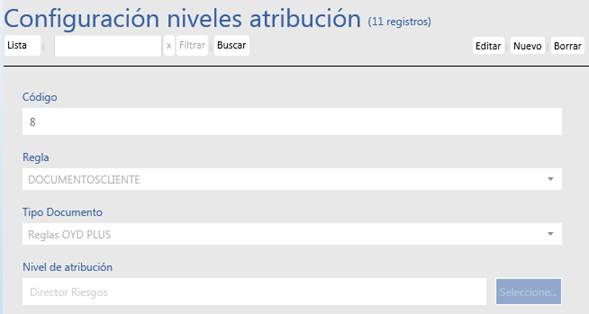 Configuración niveles atribución (11 registros)
Lista x Filtrar Buscar Editar Nuevo Borrar
Código
8
Regla
DOCUMENTOSCLIENTE
Tipo Documento
Reglas OYD PLUS
Nivel de atribución
Director Riesgos Seleccione...